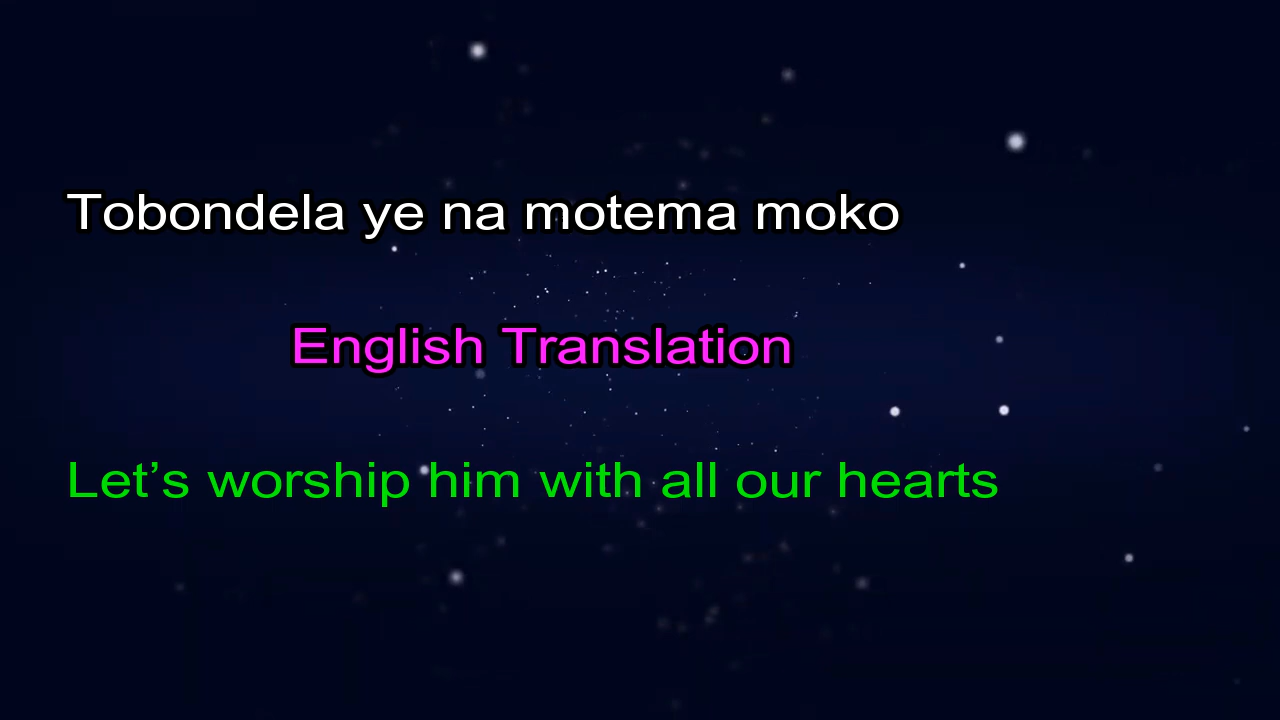 Tobondela ye na motema moko
English Translation
Let’s worship him with all our hearts